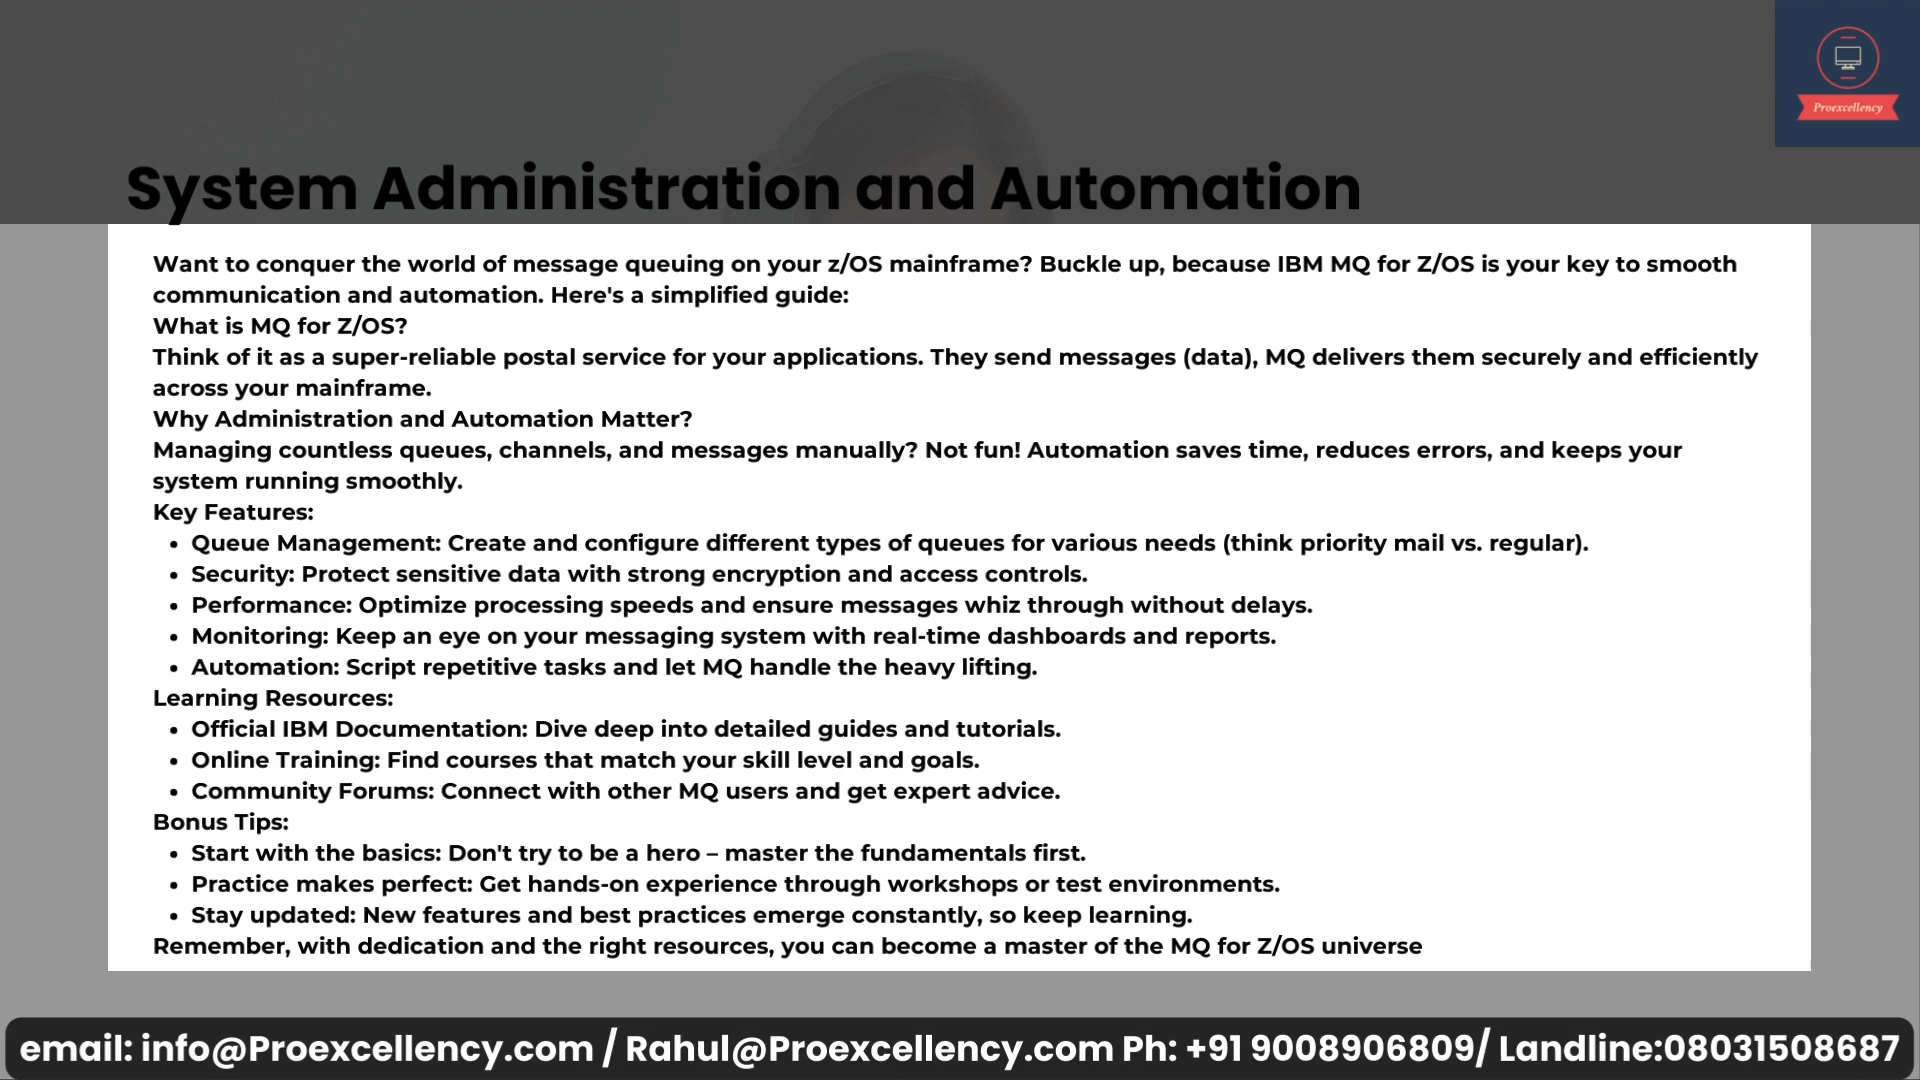 Proexcellency
System Administration and Automation
Want to conquer the world of message queuing on your z/OS mainframe? Buckle up, because IBM MQ for Z/OS is your key to smooth
communication and automation. Here's a simplified guide:
What is MQ for Z/OS?
Think of it as a super-reliable postal service for your applications. They send messages (data), MQ delivers them securely and efficiently
across your mainframe.
Why Administration and Automation Matter?
Managing countless queues, channels, and messages manually? Not fun! Automation saves time, reduces errors, and keeps your
system running smoothly.
Key Features:
• Queue Management: Create and configure different types of queues for various needs (think priority mail vs. regular).
• Security: Protect sensitive data with strong encryption and access controls.
• Performance: Optimize processing speeds and ensure messages whiz through without delays.
• Monitoring: Keep an eye on your messaging system with real-time dashboards and reports.
• Automation: Script repetitive tasks and let MQ handle the heavy lifting.
Learning Resources:
• Official IBM Documentation: Dive deep into detailed guides and tutorials.
• Online Training: Find courses that match your skill level and goals.
• Community Forums: Connect with other MQ users and get expert advice.
Bonus Tips:
• Start with the basics: Don't try to be a hero – master the fundamentals first.
• Practice makes perfect: Get hands-on experience through workshops or test environments.
• Stay updated: New features and best practices emerge constantly, so keep learning.
Remember, with dedication and the right resources, you can become a master of the MQ for Z/OS universe
email: info@Proexcellency.com / Rahul@Proexcellency.com Ph: +91 9008906809/ Landline:08031508687